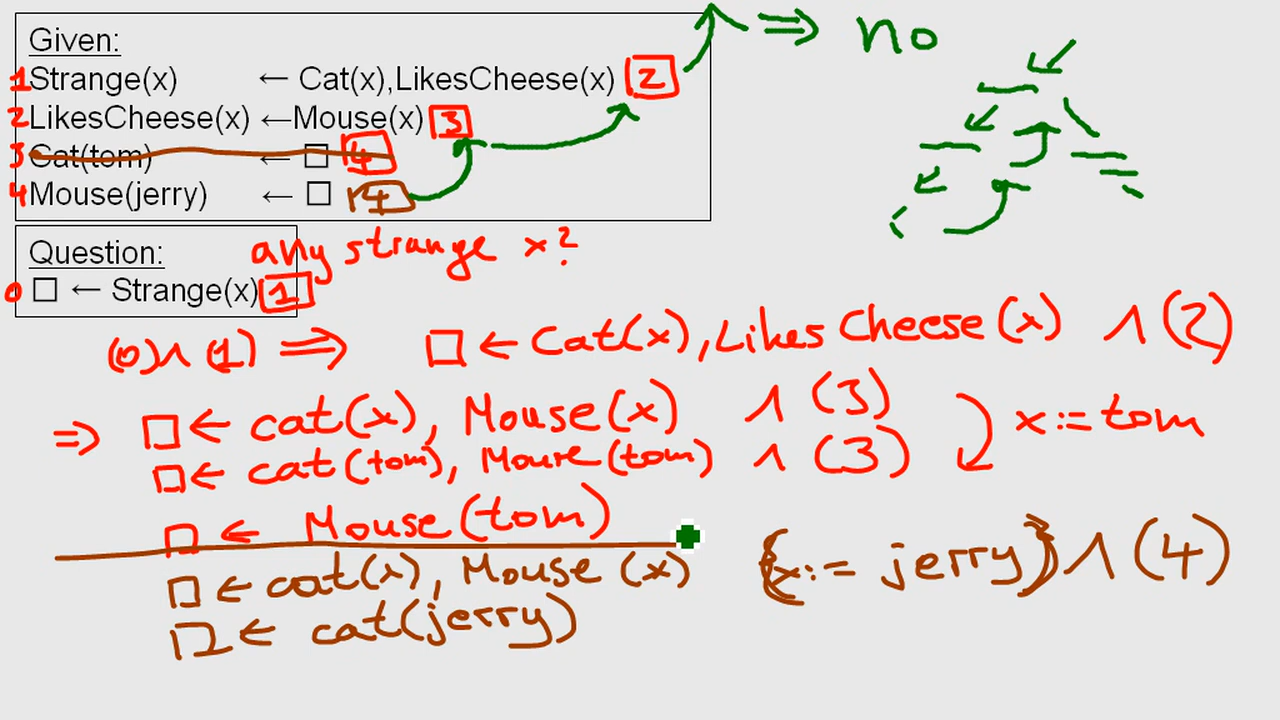 Given:
⇒ no
1 Strange(x) ← Cat(x),LikesCheese(x) 2
2 LikesCheese(x) ←Mouse(x) 3
3 Cat(tom) ← □ 4
4 Mouse(jerry) ← □ 4
Question:
any strange x?
0 □ ← Strange(x) 1
(0)∧(1) ⇒ □ ← Cat(x),Likes Cheese(x) ∧(2)
⇒ □ ← cat(x), Mouse(x) ∧ (3)
x:=tom
□ ← cat(tom), Mouse(tom) ∧ (3)
□ ← Mouse(tom)
□ ← cat(x), Mouse (x) {x:= jerry}∧(4)
□ ← cat(jerry)